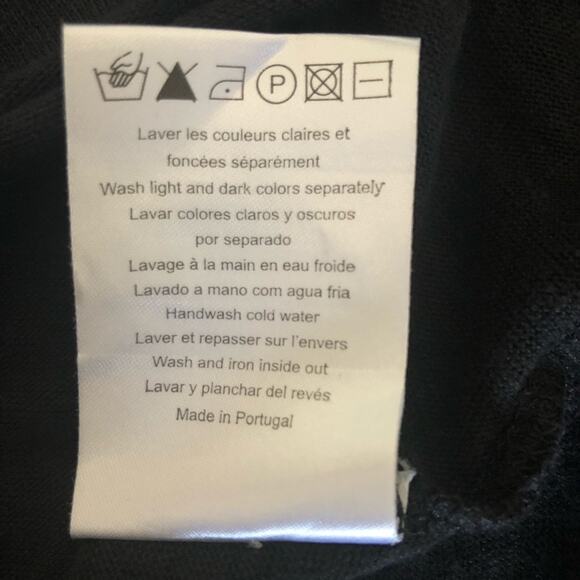 P
Laver les couleurs claires et
foncées séparément
Wash light and dark colors separately
Lavar colores claros y oscuros
por separado
Lavage à la main en eau froide
Lavado a mano com agua fria
Handwash cold water
Laver et repasser sur l'envers
Wash and iron inside out
Lavar y planchar del revés
Made in Portugal